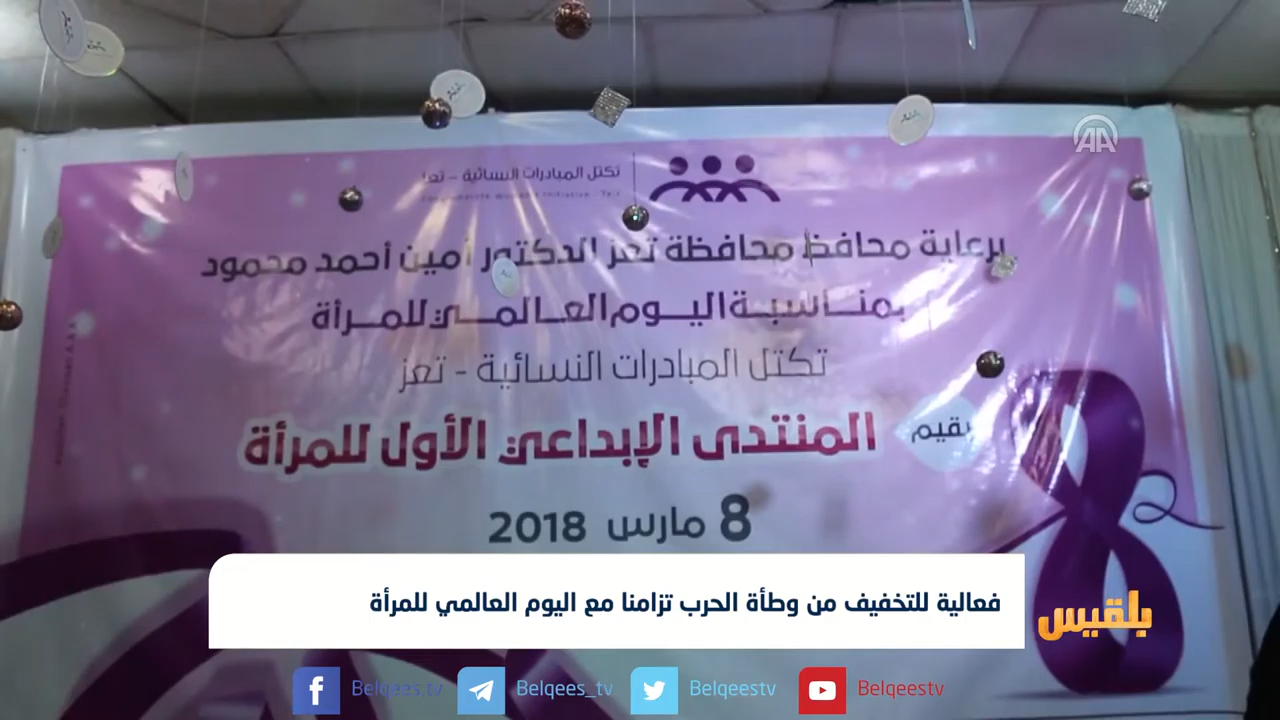 AA
تكتل المبادرات النسائية - تعز
برعاية محافظ محافظة تعز الدكتور أمين أحمد محمود
بمناسبة اليوم العالمي للمرأة
تكتل المبادرات النسائية - تعز
يقيم
المنتدى الإبداعي الأول للمرأة
8 مارس 2018
فعالية للتخفيف من وطأة الحرب تزامنا مع اليوم العالمي للمرأة
بلقيس
Belqees.tv
Belqees_tv
Belqeestv
Belqeestv